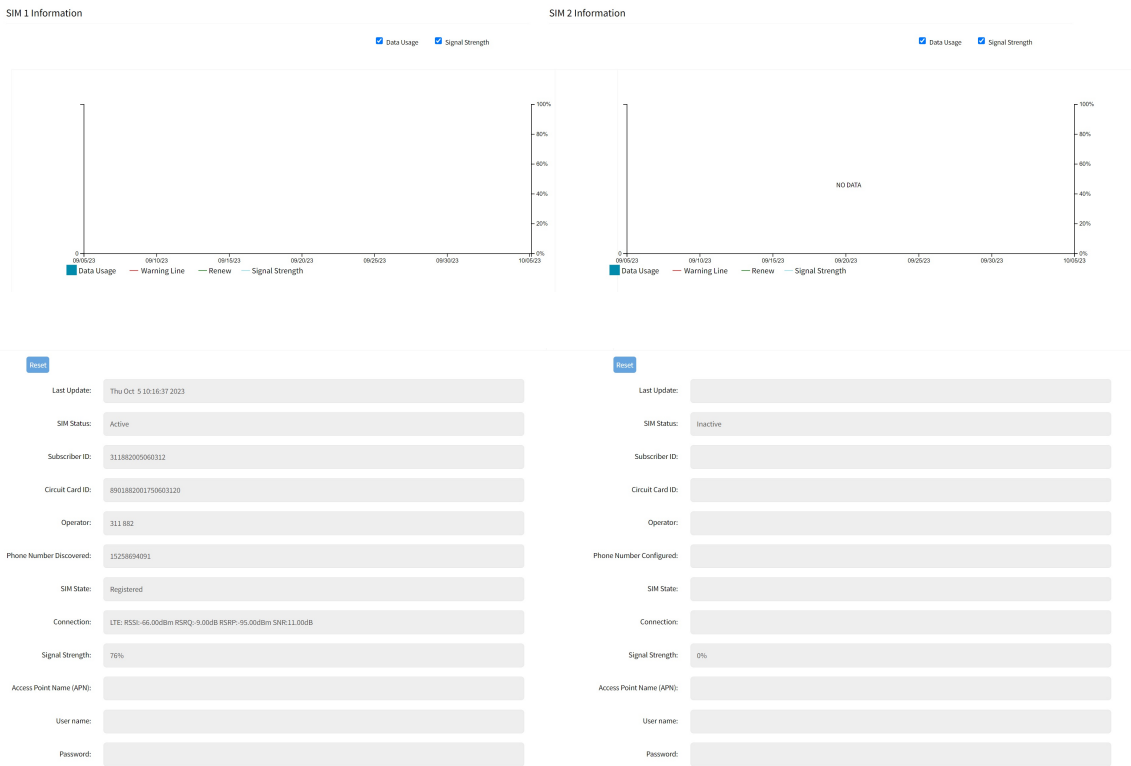 SIM 1 Information
Data Usage Signal Strength
100%
80%
60%
40%
20%
0 0%
09/05/23 09/10/23 09/15/23 09/20/23 09/25/23 09/30/23 10/05/23
Data Usage Warning Line Renew Signal Strength
Reset
Last Update: Thu Oct 5 10:16:37 2023
SIM Status: Active
Subscriber ID: 311882005060312
Circuit Card ID: 8901882001750603120
Operator: 311 882
Phone Number Discovered: 15258694091
SIM State: Registered
Connection: LTE: RSSI:-66.00dBm RSRQ:-9.00dB RSRP:-95.00dBm SNR:11.00dB
Signal Strength: 76%
Access Point Name (APN):
User name:
Password:
SIM 2 Information
Data Usage Signal Strength
100%
80%
60%
NO DATA
40%
20%
0 0%
09/05/23 09/10/23 09/15/23 09/20/23 09/25/23 09/30/23 10/05/23
Data Usage Warning Line Renew Signal Strength
Reset
Last Update:
SIM Status: Inactive
Subscriber ID:
Circuit Card ID:
Operator:
Phone Number Configured:
SIM State:
Connection:
Signal Strength: 0%
Access Point Name (APN):
User name:
Password: